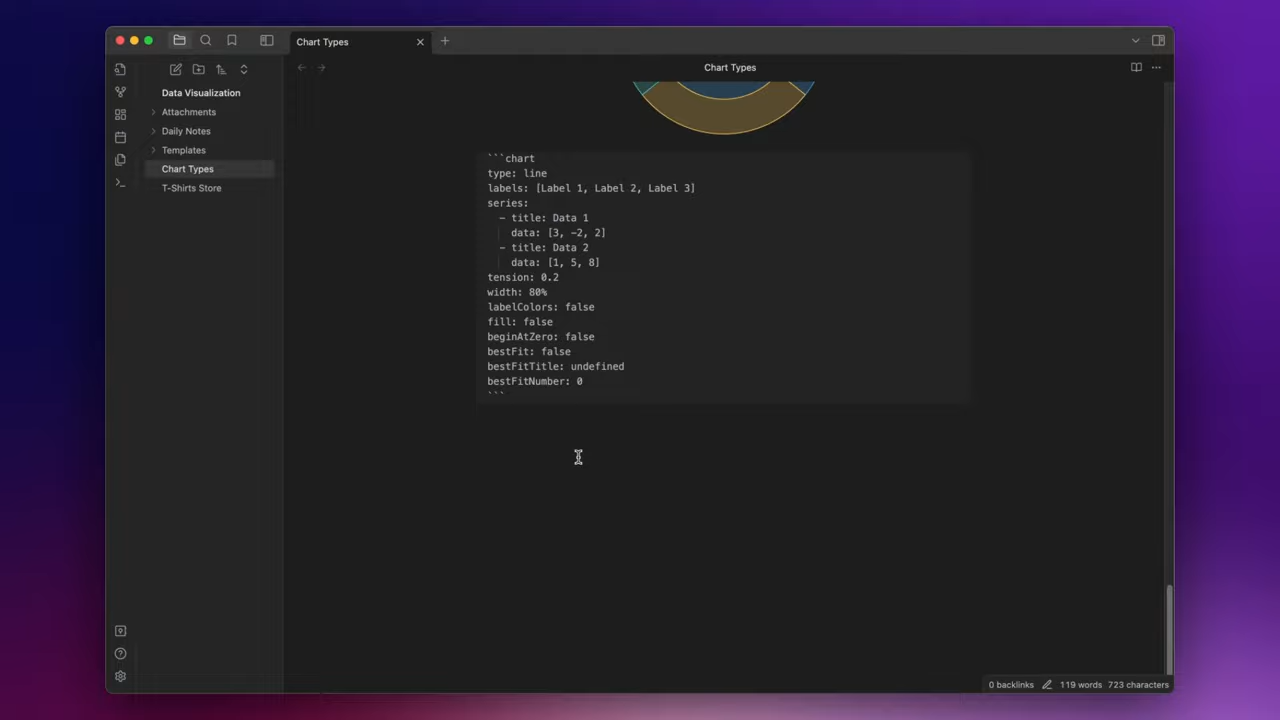 Chart Types
Chart Types
Data Visualization
Attachments
Daily Notes
Templates
Chart Types
T-Shirts Store
```chart
type: line
labels: [Label 1, Label 2, Label 3]
series:
  - title: Data 1
    data: [3, -2, 2]
  - title: Data 2
    data: [1, 5, 8]
tension: 0.2
width: 80%
labelColors: false
fill: false
beginAtZero: false
bestFit: false
bestFitTitle: undefined
bestFitNumber: 0
```
0 backlinks 119 words 723 characters